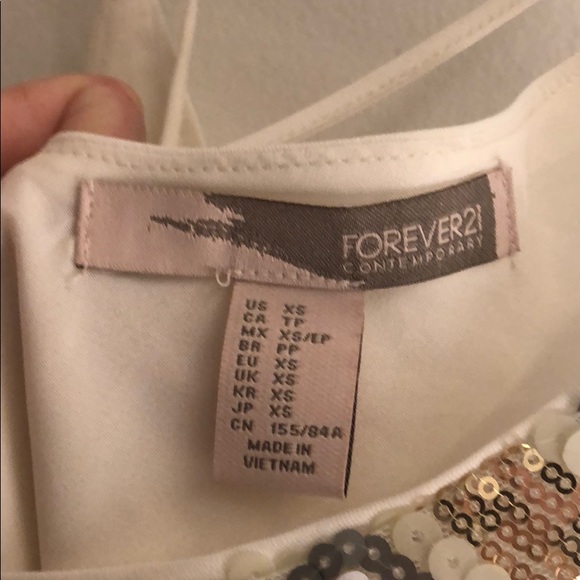 FOREVER21
CONTEMPORARY
US XS
CA TP
MX XS/EP
BR PP
EU XS
UK XS
KR XS
JP XS
CN 155/84A
MADE IN
VIETNAM